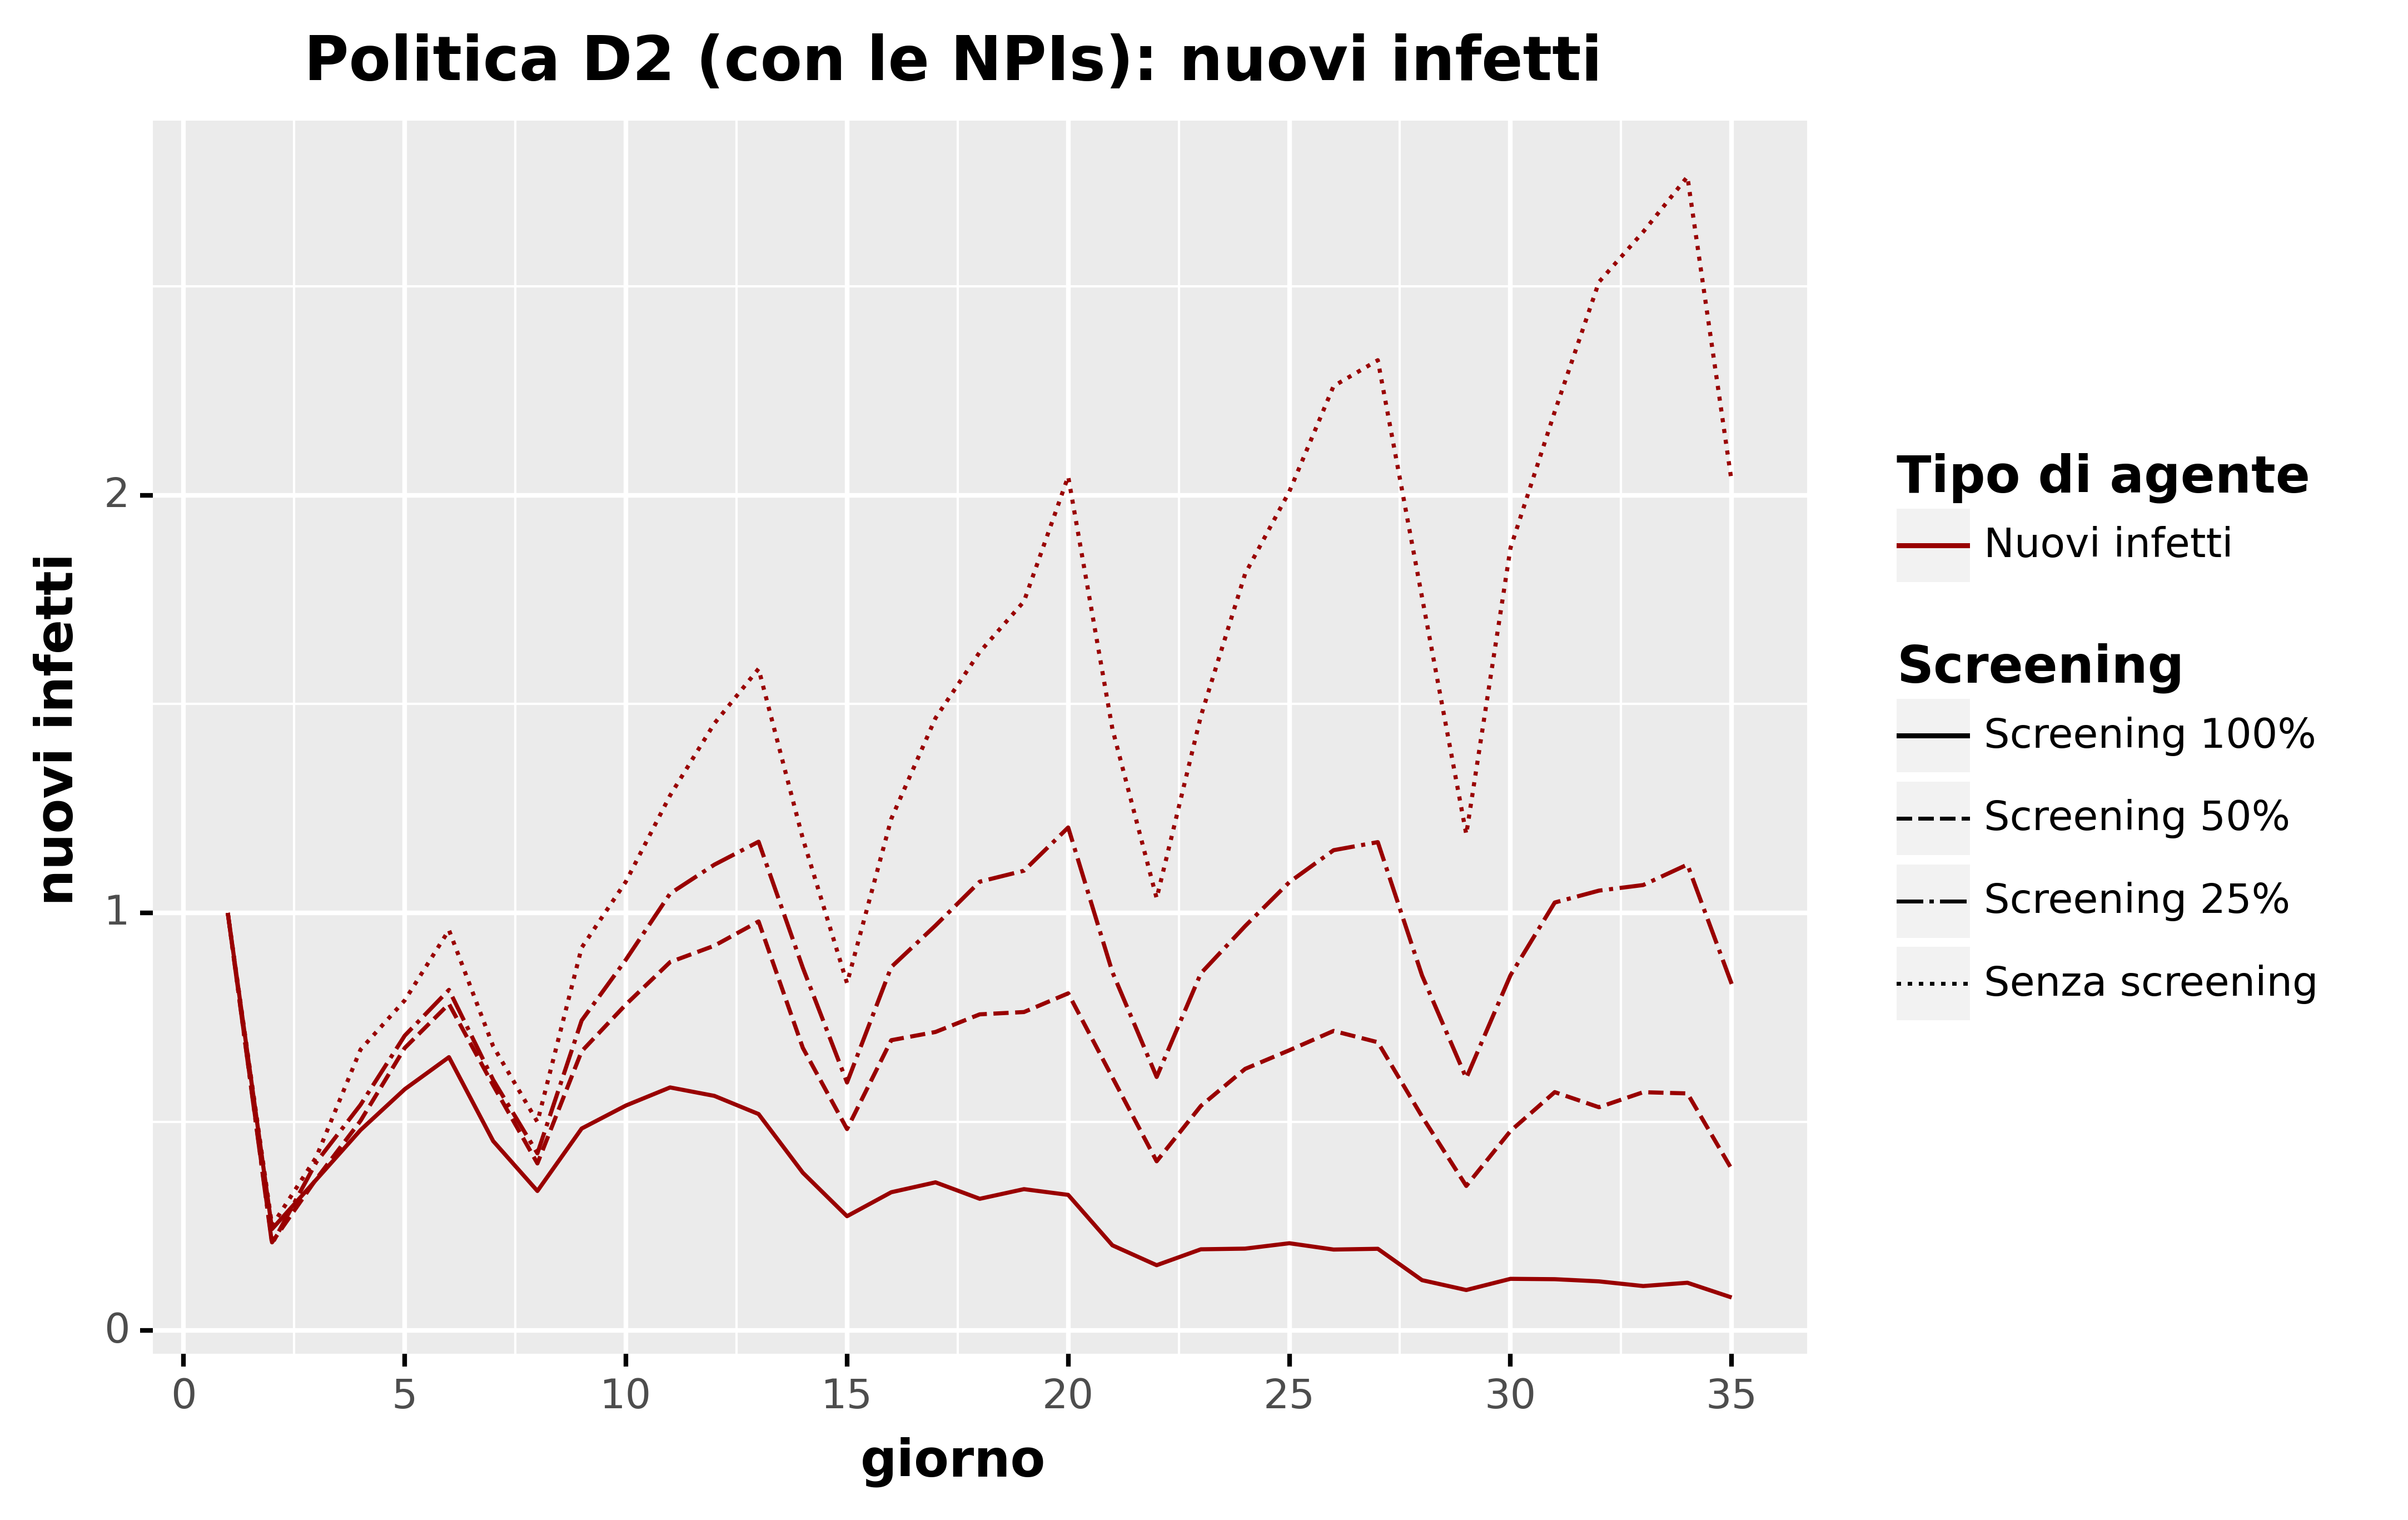 Politica D2 (con le NPIs): nuovi infetti
nuovi infetti
2
1
0
0 5 10 15 20 25 30 35
giorno
Tipo di agente
Nuovi infetti
Screening
Screening 100%
Screening 50%
Screening 25%
Senza screening